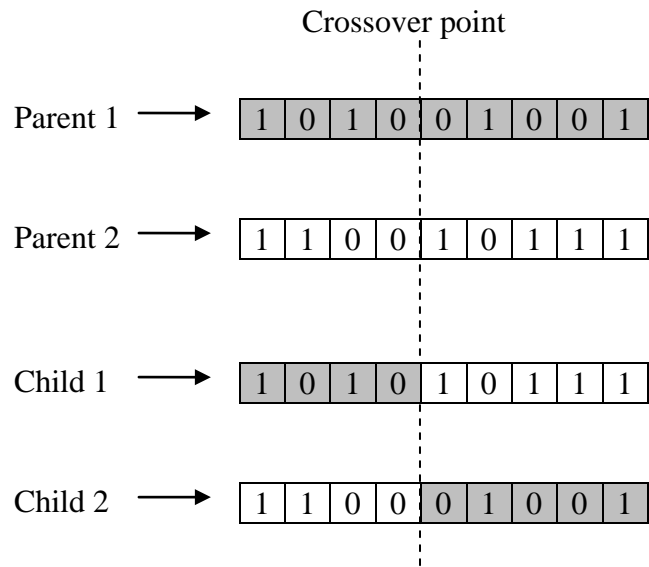 Crossover point
Parent 1 1 0 1 0 0 1 0 0 1
Parent 2 1 1 0 0 1 0 1 1 1
Child 1 1 0 1 0 1 0 1 1 1
Child 2 1 1 0 0 0 1 0 0 1